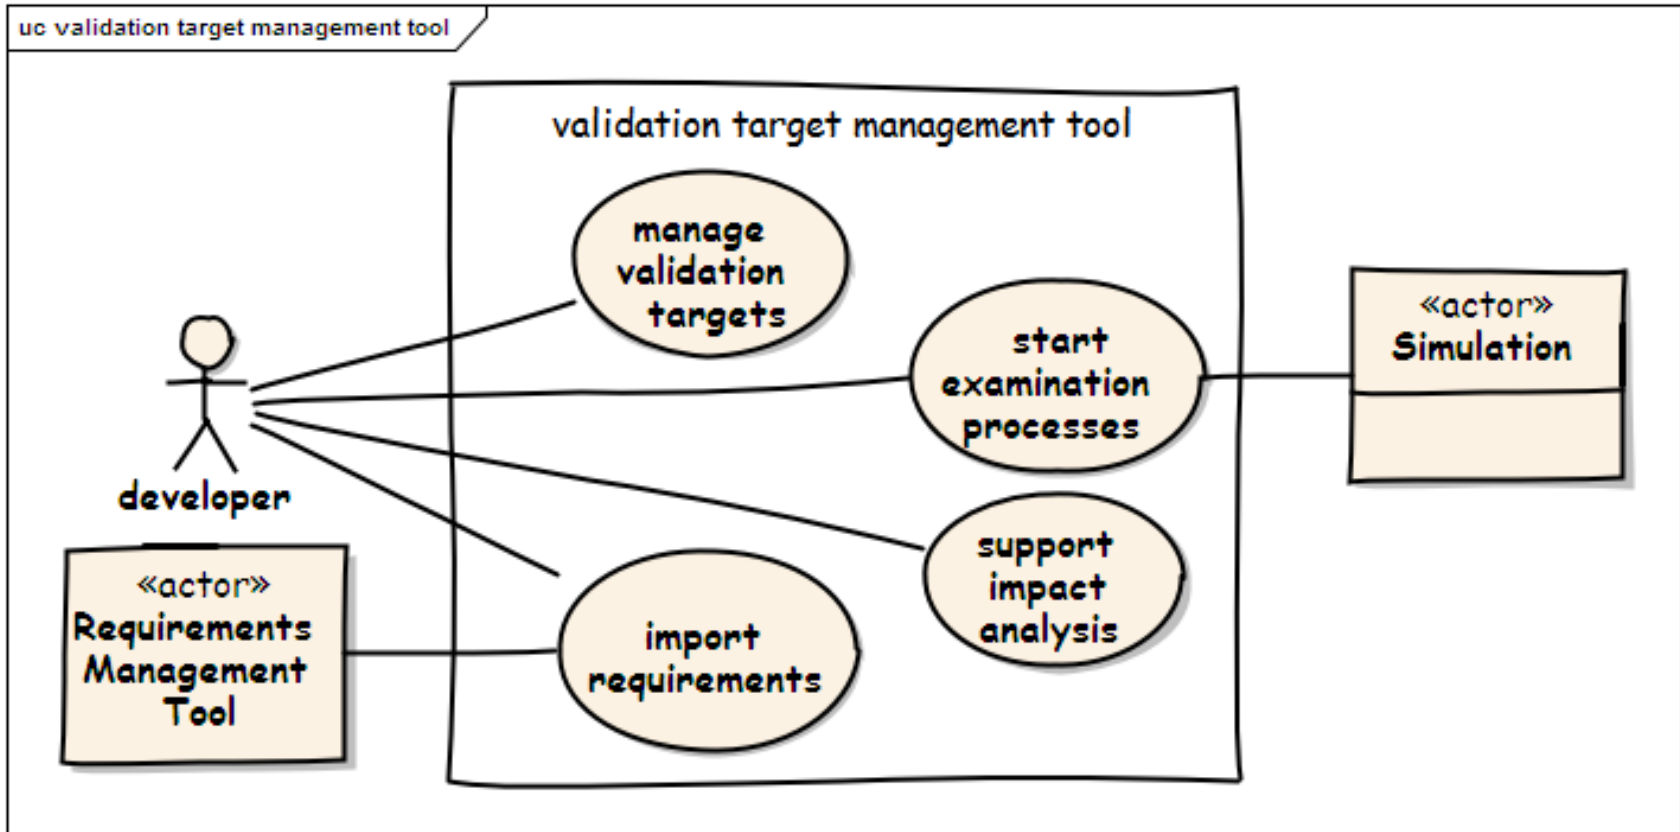 uc validation target management tool
validation target management tool
manage
validation
targets
start
examination
processes
«actor»
Simulation
developer
support
impact
analysis
«actor»
Requirements
Management
Tool
import
requirements